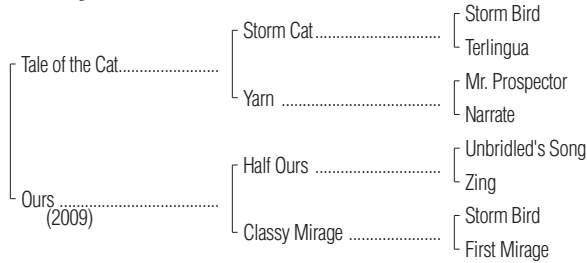 Storm Bird
Storm Cat
Terlingua
Tale of the Cat
Mr. Prospector
Yarn
Narrate
Unbridled's Song
Half Ours
Zing
Ours
(2009)
Storm Bird
Classy Mirage
First Mirage